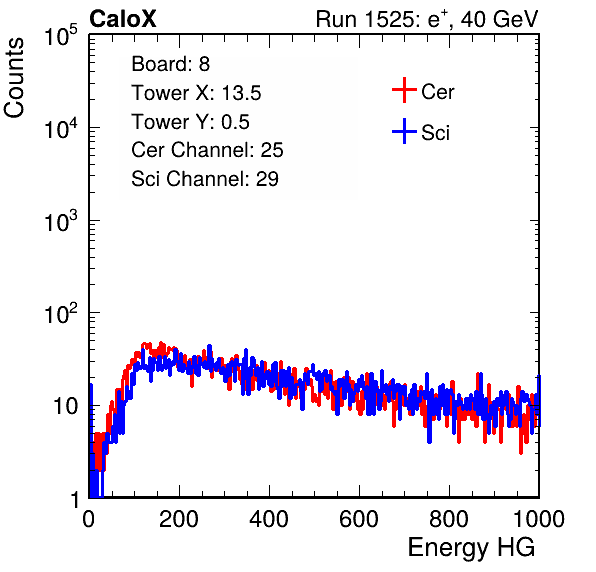 CaloX Run 1525: e⁺, 40 GeV
Counts
10⁵
10⁴
10³
10²
10
1
Board: 8
Tower X: 13.5
Tower Y: 0.5
Cer Channel: 25
Sci Channel: 29
Cer
Sci
0 200 400 600 800 1000
Energy HG